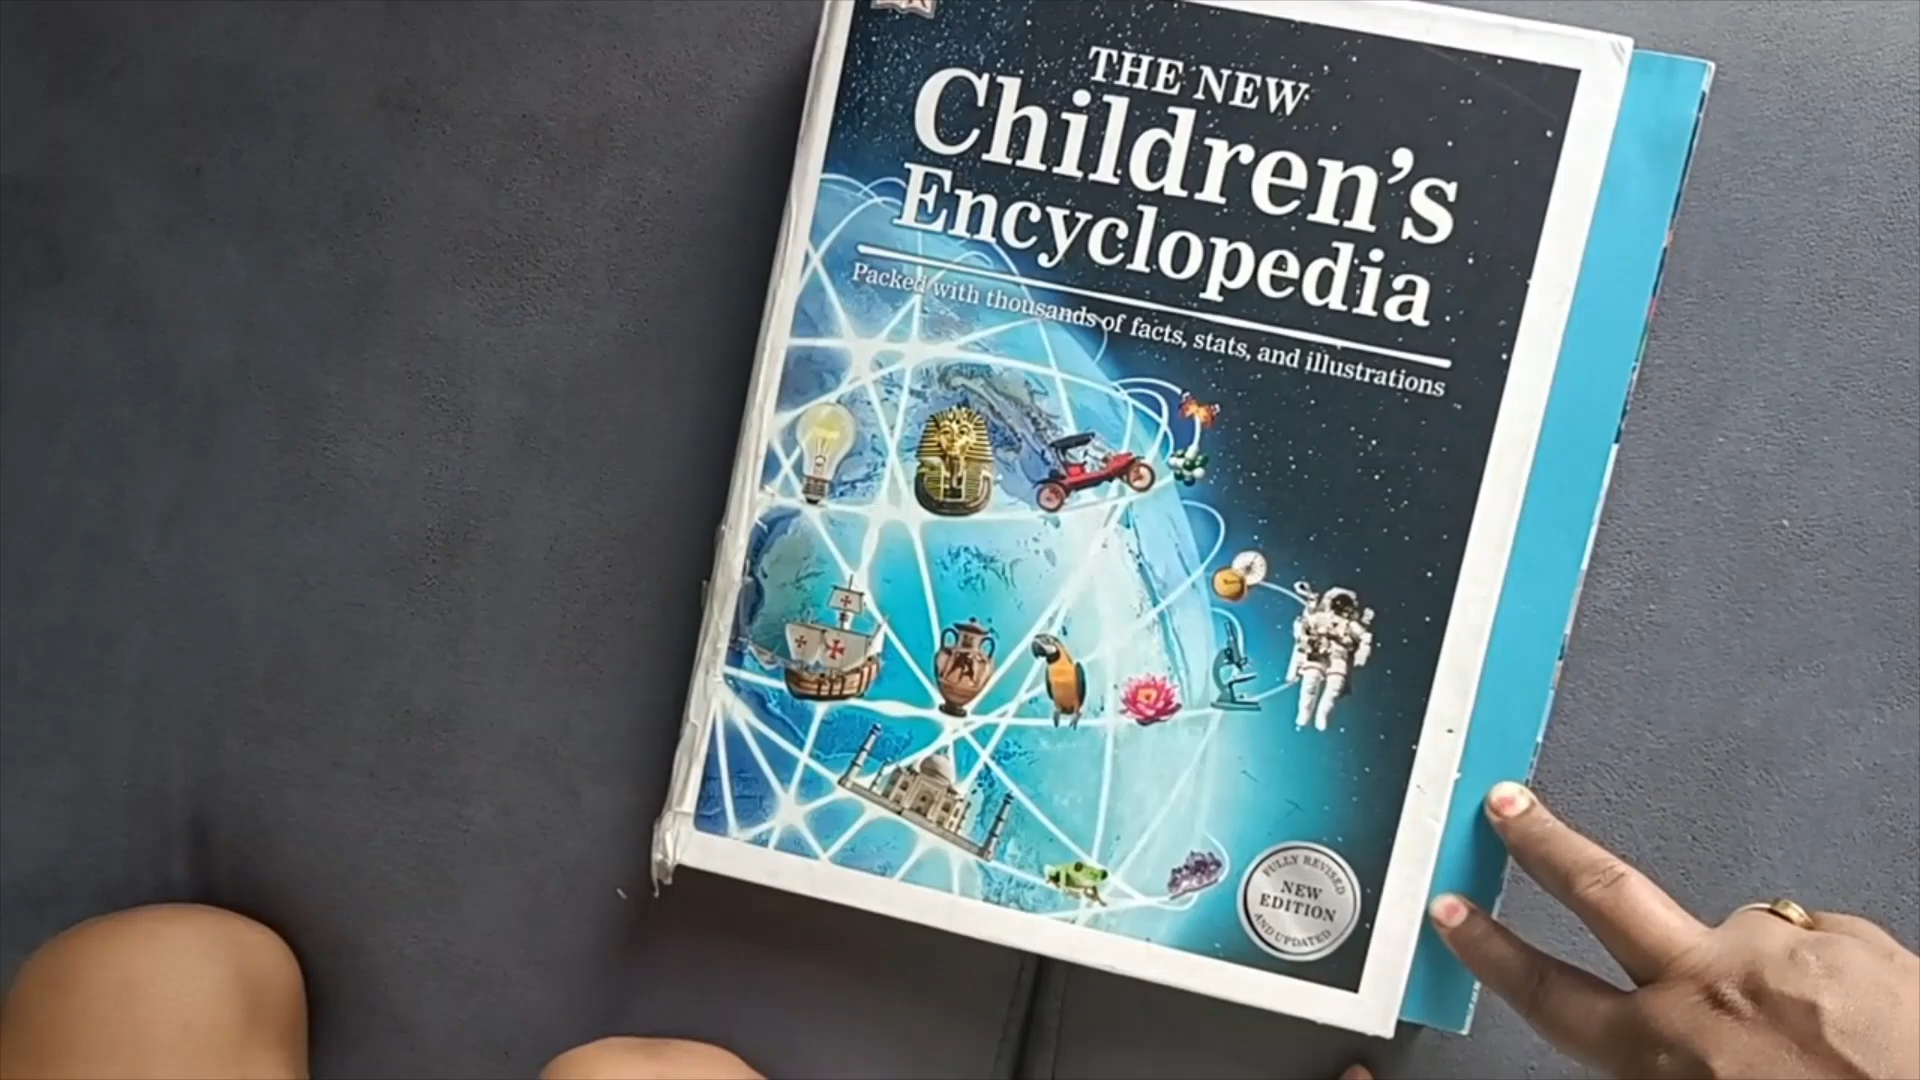 THE NEW
Children's
Encyclopedia
Packed with thousands of facts, stats, and illustrations
FULLY REVISED
NEW
EDITION
AND UPDATED